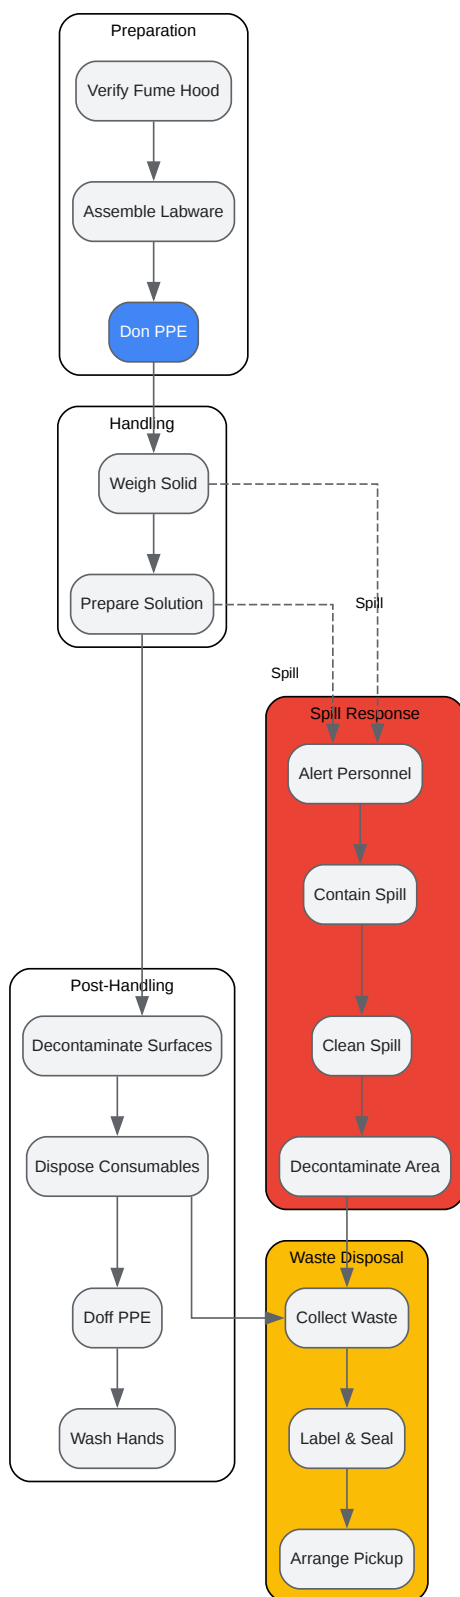 Preparation
Verify Fume Hood
Assemble Labware
Don PPE
Handling
Weigh Solid
Prepare Solution
Spill
Spill
Spill Response
Alert Personnel
Contain Spill
Clean Spill
Decontaminate Area
Post-Handling
Decontaminate Surfaces
Dispose Consumables
Doff PPE
Wash Hands
Waste Disposal
Collect Waste
Label & Seal
Arrange Pickup